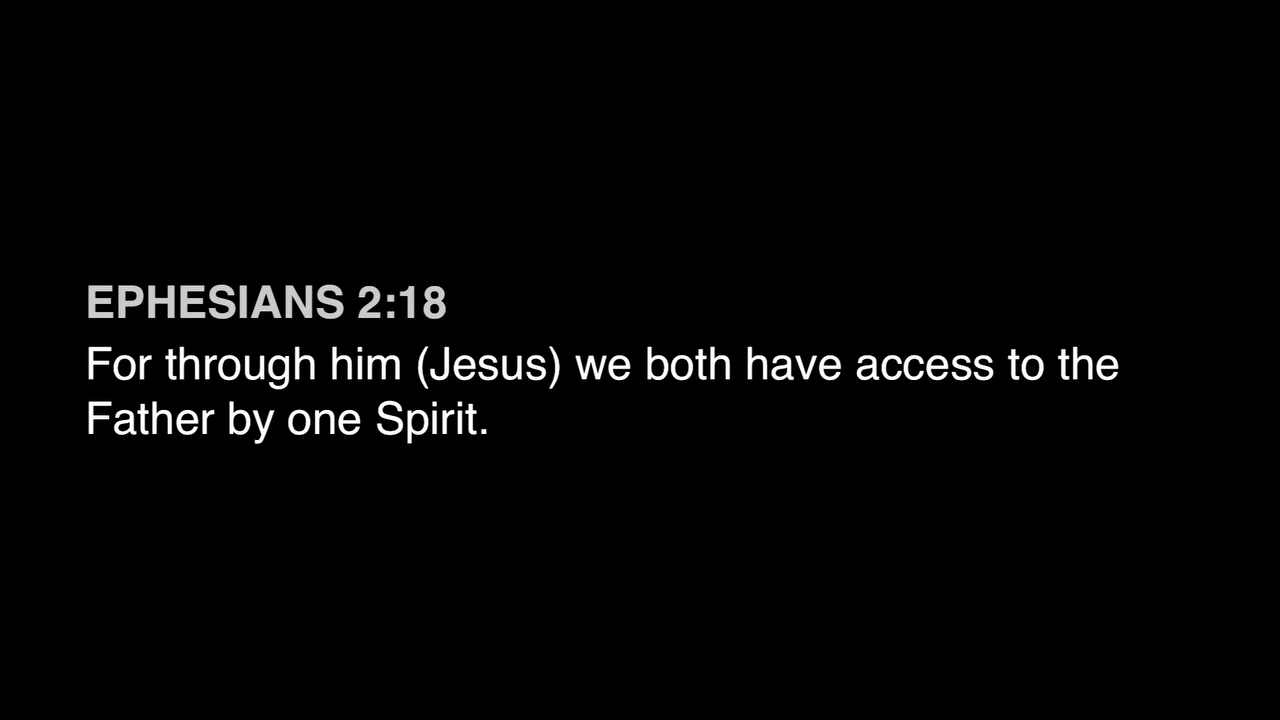 EPHESIANS 2:18
For through him (Jesus) we both have access to the
Father by one Spirit.